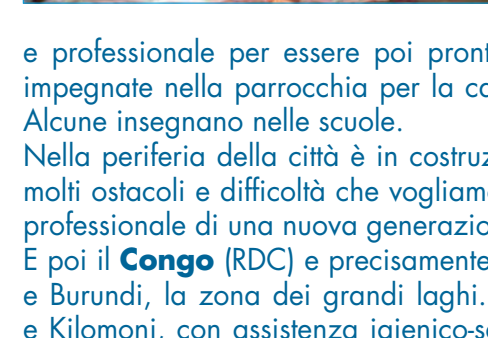 e professionale per essere poi pront
impegnate nella parrocchia per la co
Alcune insegnano nelle scuole.
Nella periferia della città è in costruz
molti ostacoli e difficoltà che vogliam
professionale di una nuova generazio
E poi il Congo (RDC) e precisamente
e Burundi, la zona dei grandi laghi.
e Kilomoni, con assistenza igienico-s